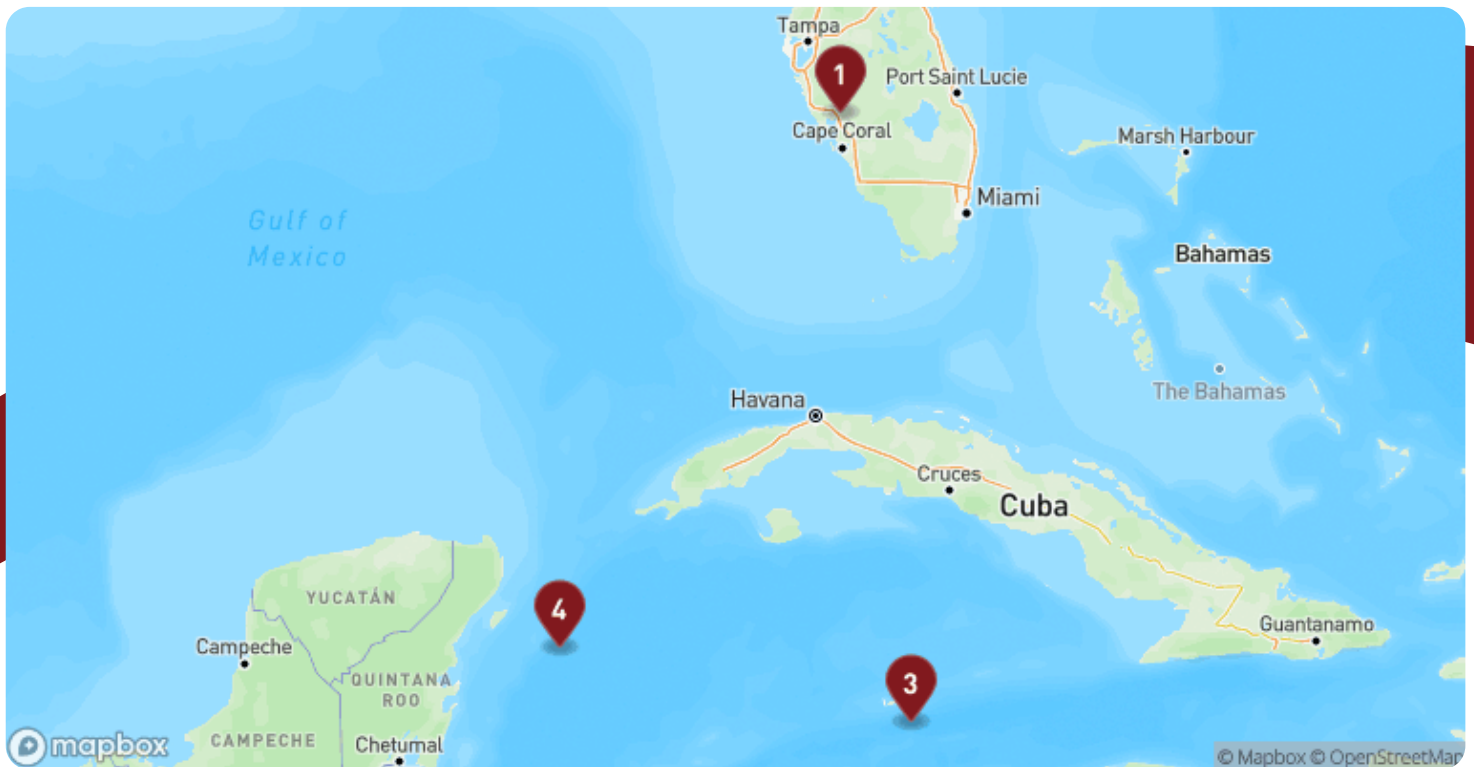 Tampa
1
Port Saint Lucie
Cape Coral
Marsh Harbour
Miami
Gulf of
Mexico
Bahamas
The Bahamas
Havana
Cruces
Cuba
YUCATÁN
4
Guantanamo
Campeche
QUINTANA
ROO
3
CAMPECHE
Chetumal
mapbox
© Mapbox © OpenStreetMap